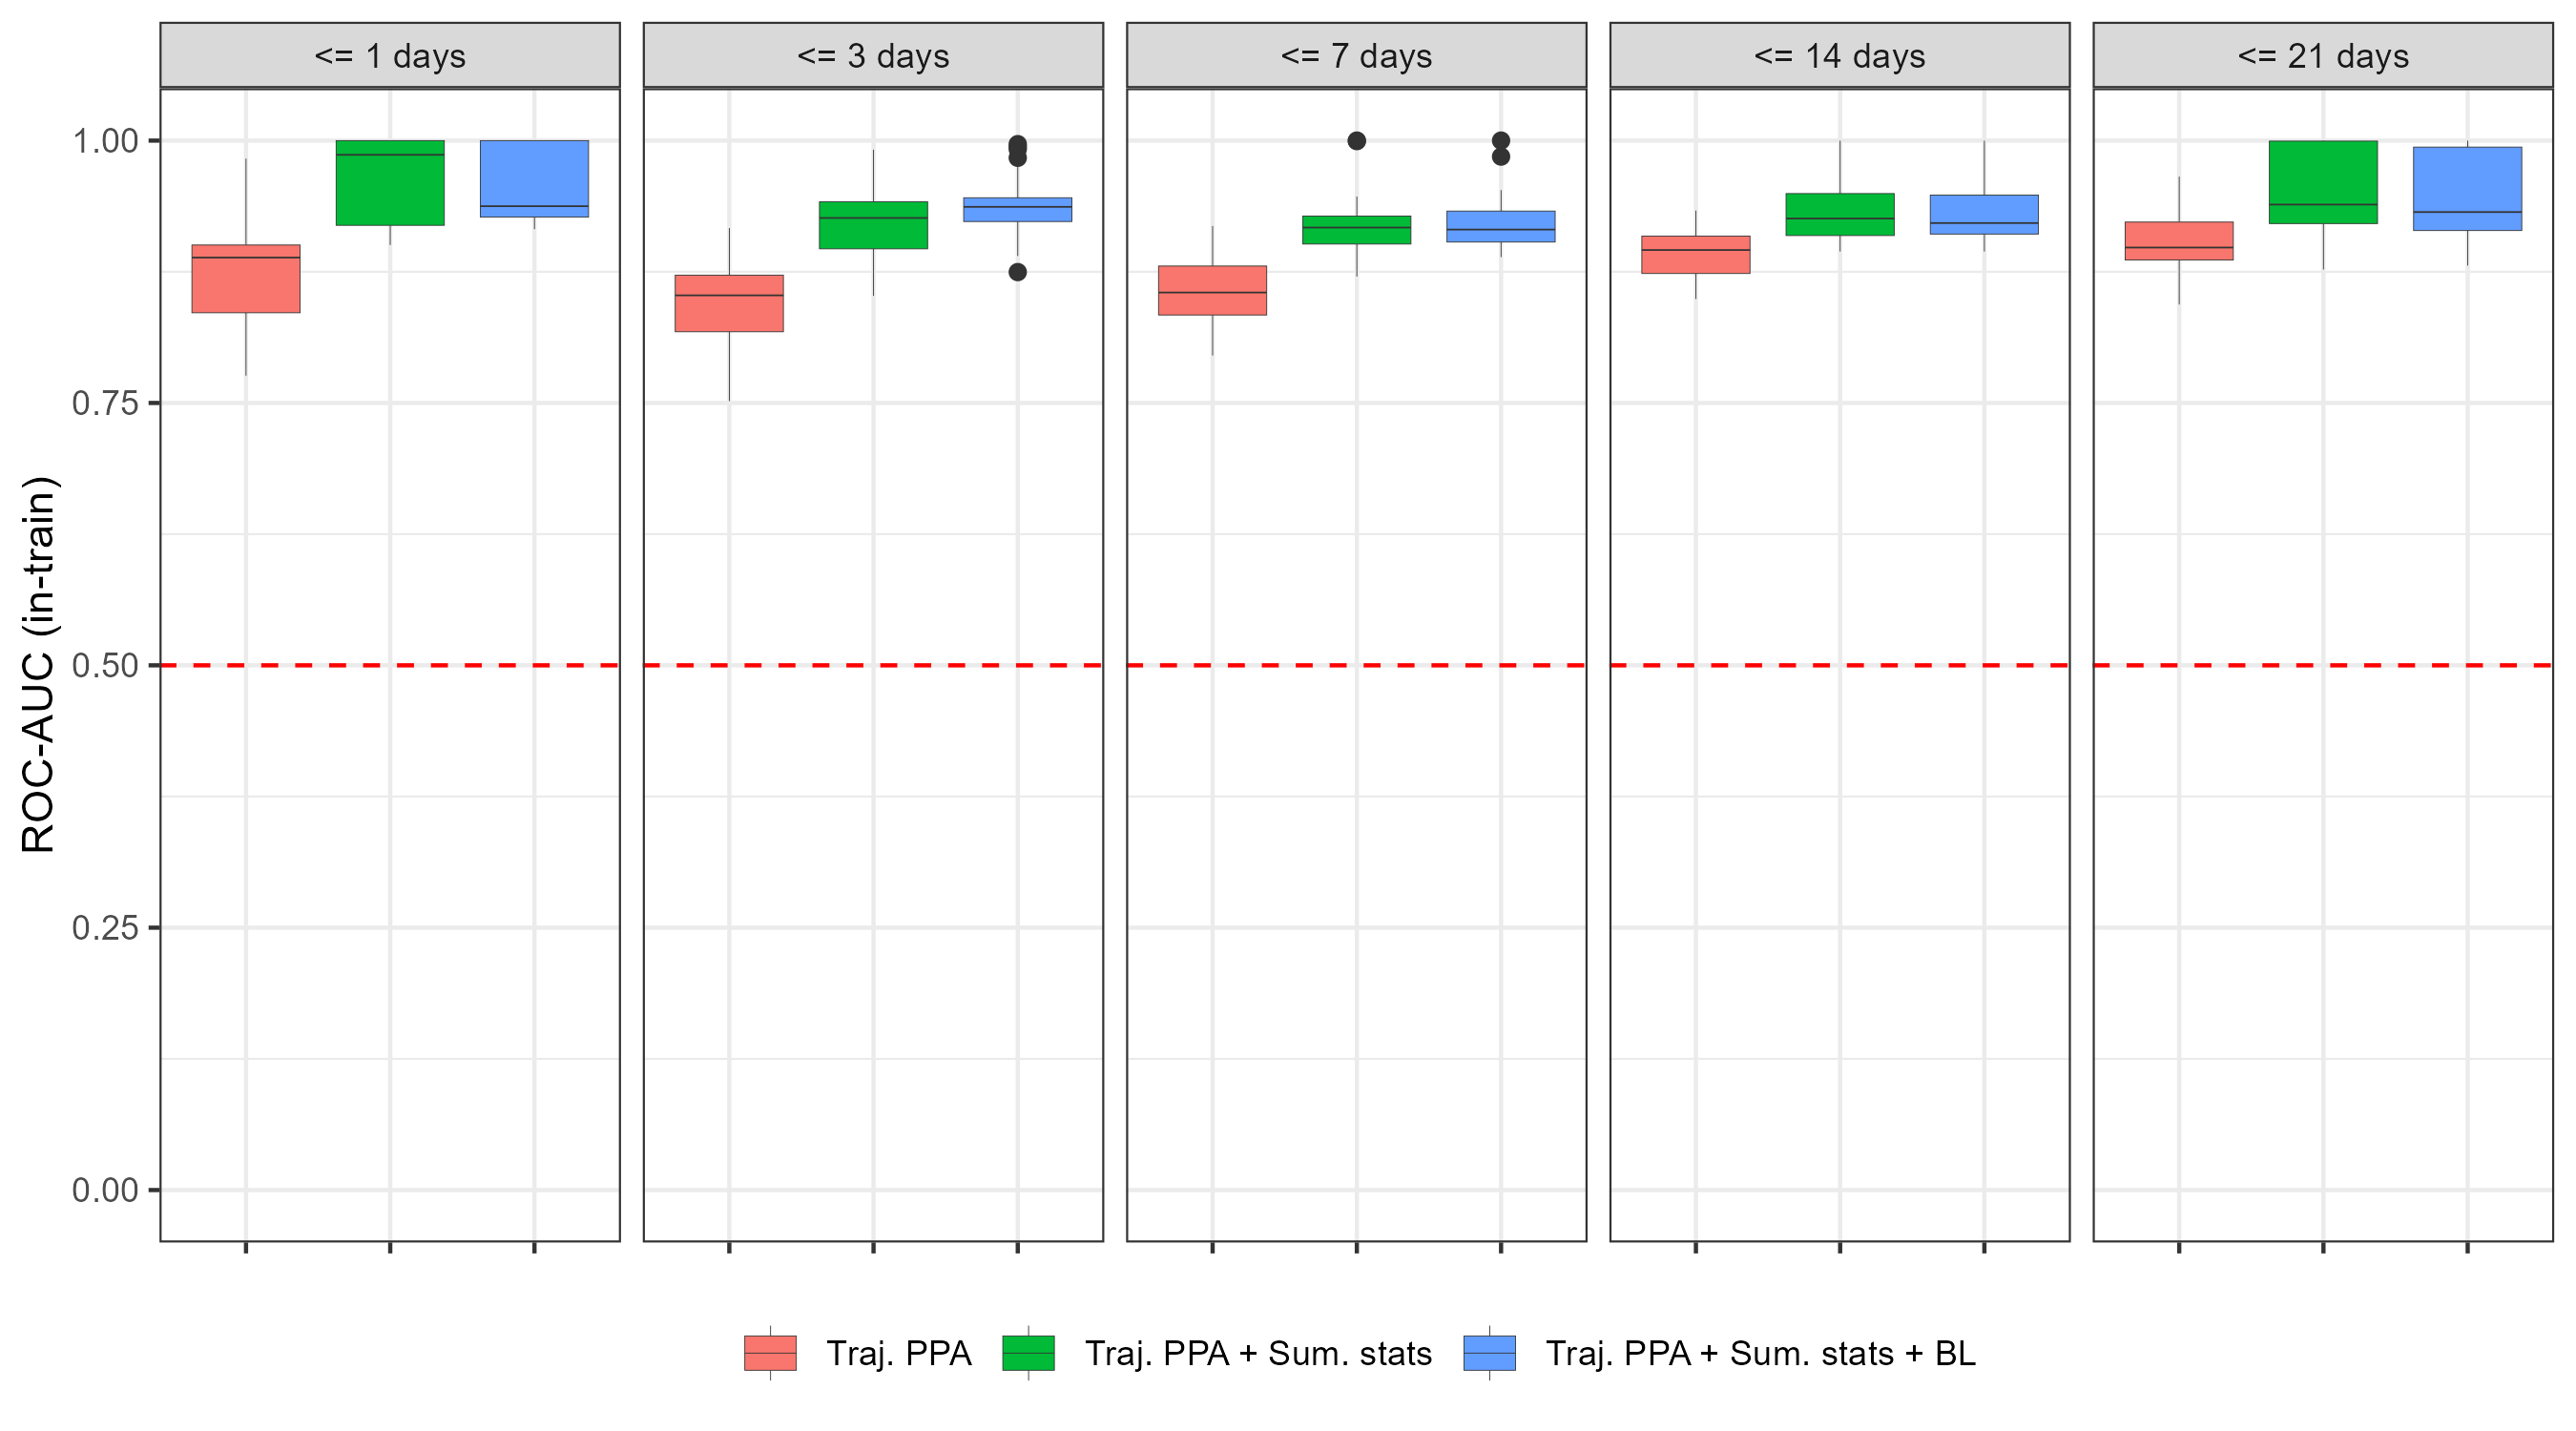 <= 1 days
<= 3 days
<= 7 days
<= 14 days
<= 21 days
1.00
0.75
0.50
0.25
0.00
ROC-AUC (in-train)
Traj. PPA
Traj. PPA + Sum. stats
Traj. PPA + Sum. stats + BL